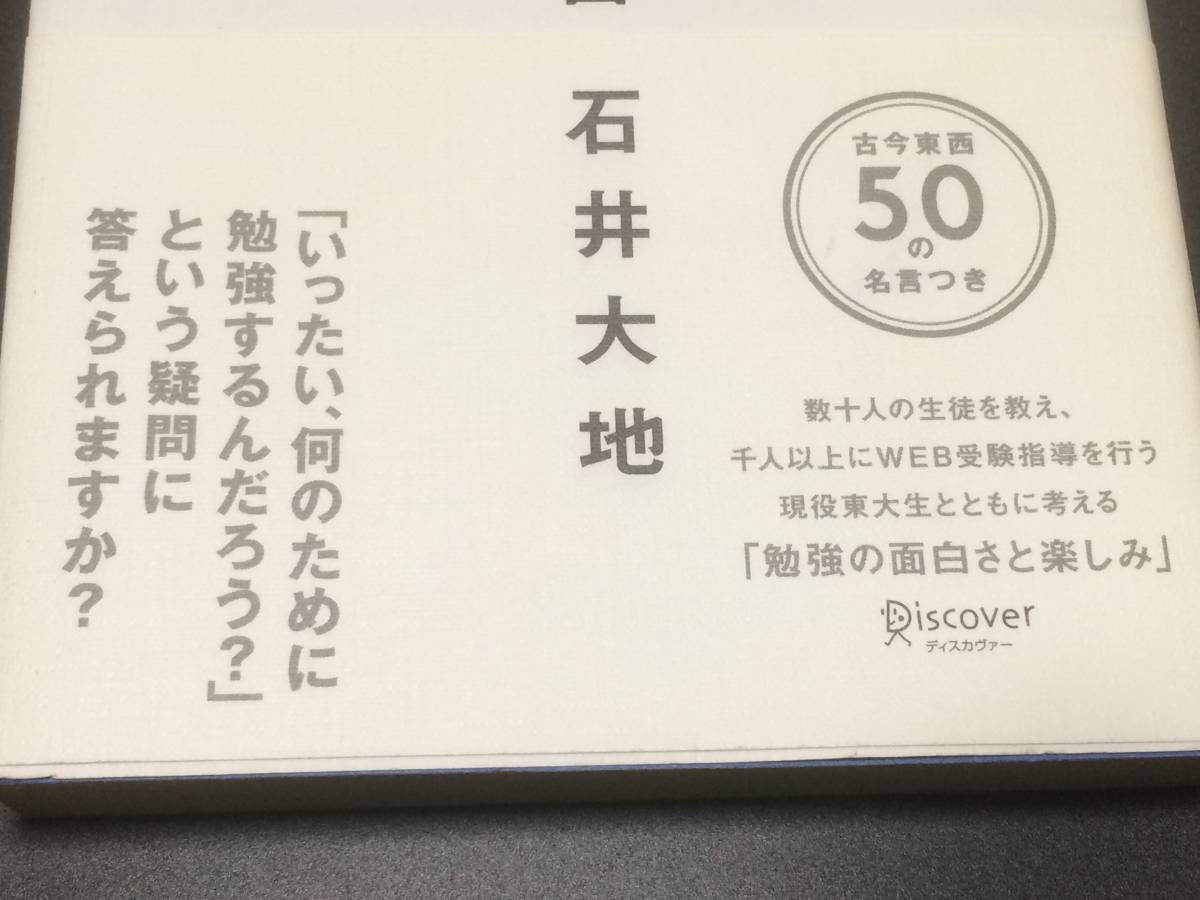 石井大地
古今東西
50
の
名言つき
数十人の生徒を教え、
千人以上にWEB受験指導を行う
現役東大生とともに考える
「勉強の面白さと楽しみ」
Discover
ディスカヴァー
「いったい、何のために
勉強するんだろう?」
という疑問に
答えられますか?